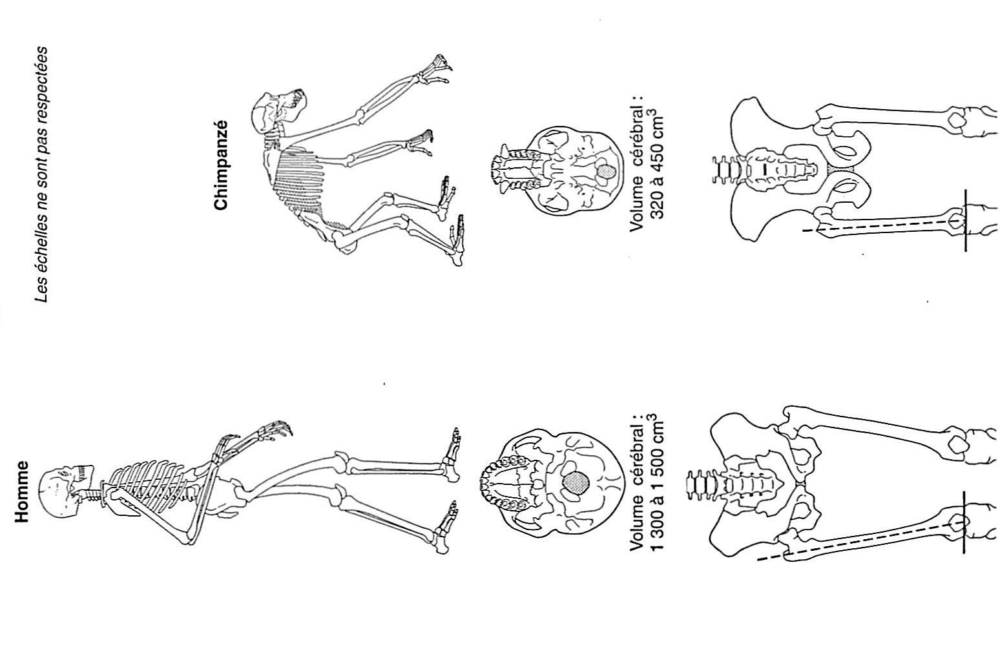 Les échelles ne sont pas respectées
Homme
Chimpanzé
Volume cérébral :
1 300 à 1 500 cm³
Volume cérébral :
320 à 450 cm³